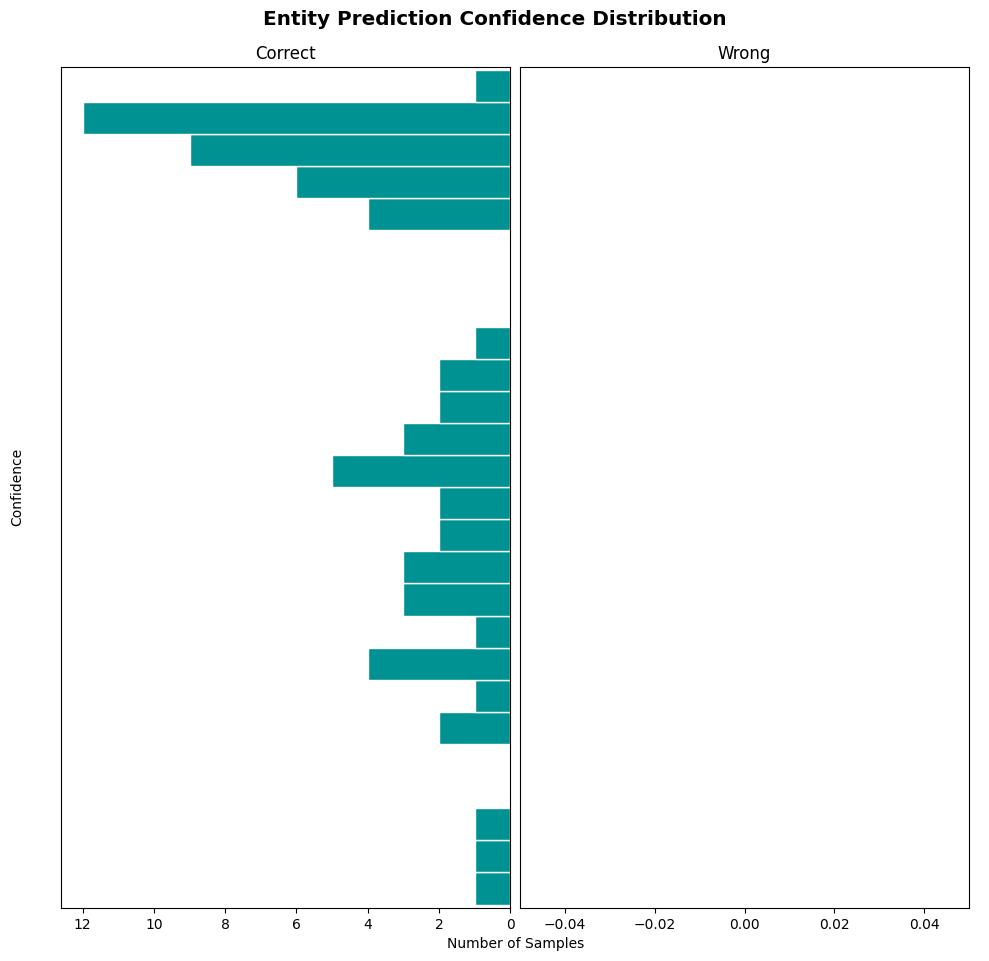 Entity Prediction Confidence Distribution
Correct
Wrong
Confidence
12 10 8 6 4 2 0
−0.04 −0.02 0.00 0.02 0.04
Number of Samples